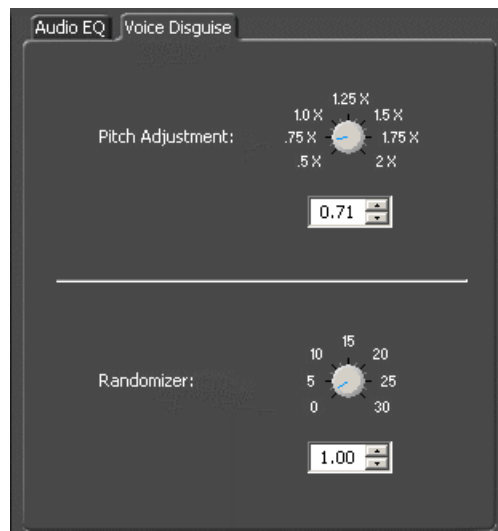 Audio EQ Voice Disguise
1.25 X
1.0 X 1.5 X
Pitch Adjustment: .75 X 1.75 X
.5 X 2 X
0.71
15
10 20
Randomizer: 5 25
0 30
1.00